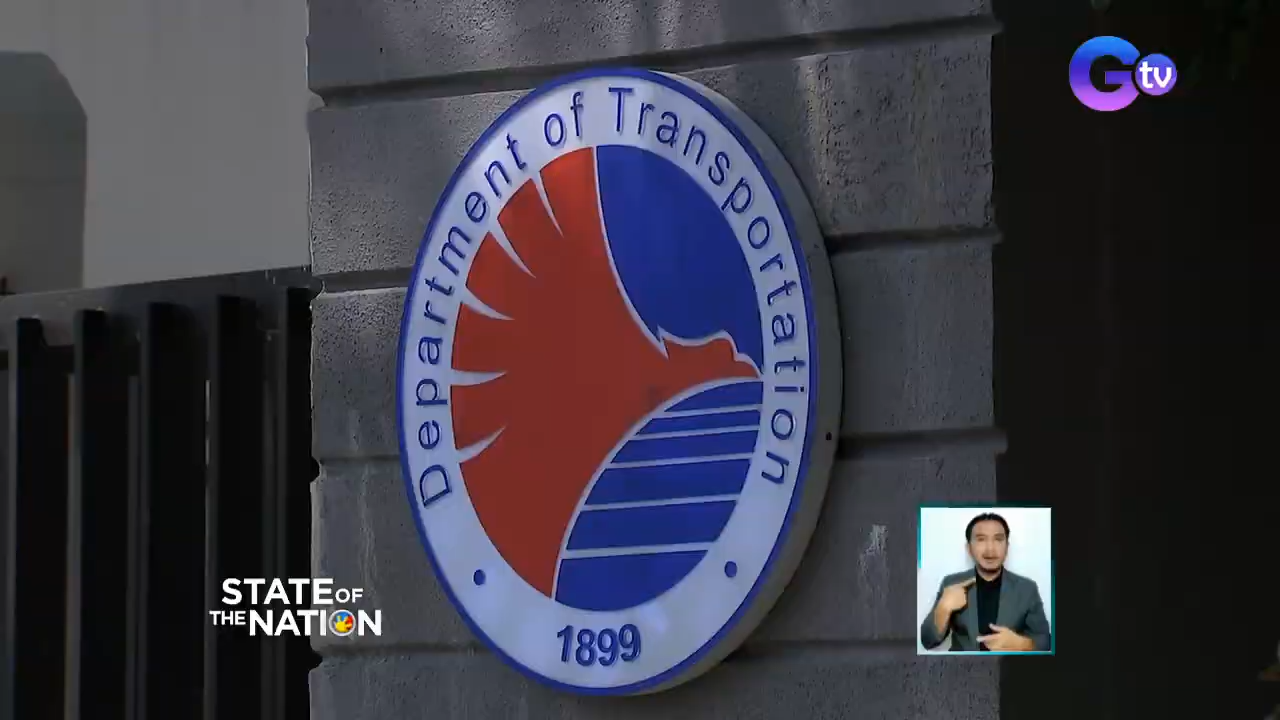 Gtv
Department of Transportation
1899
STATE OF
THE NATION